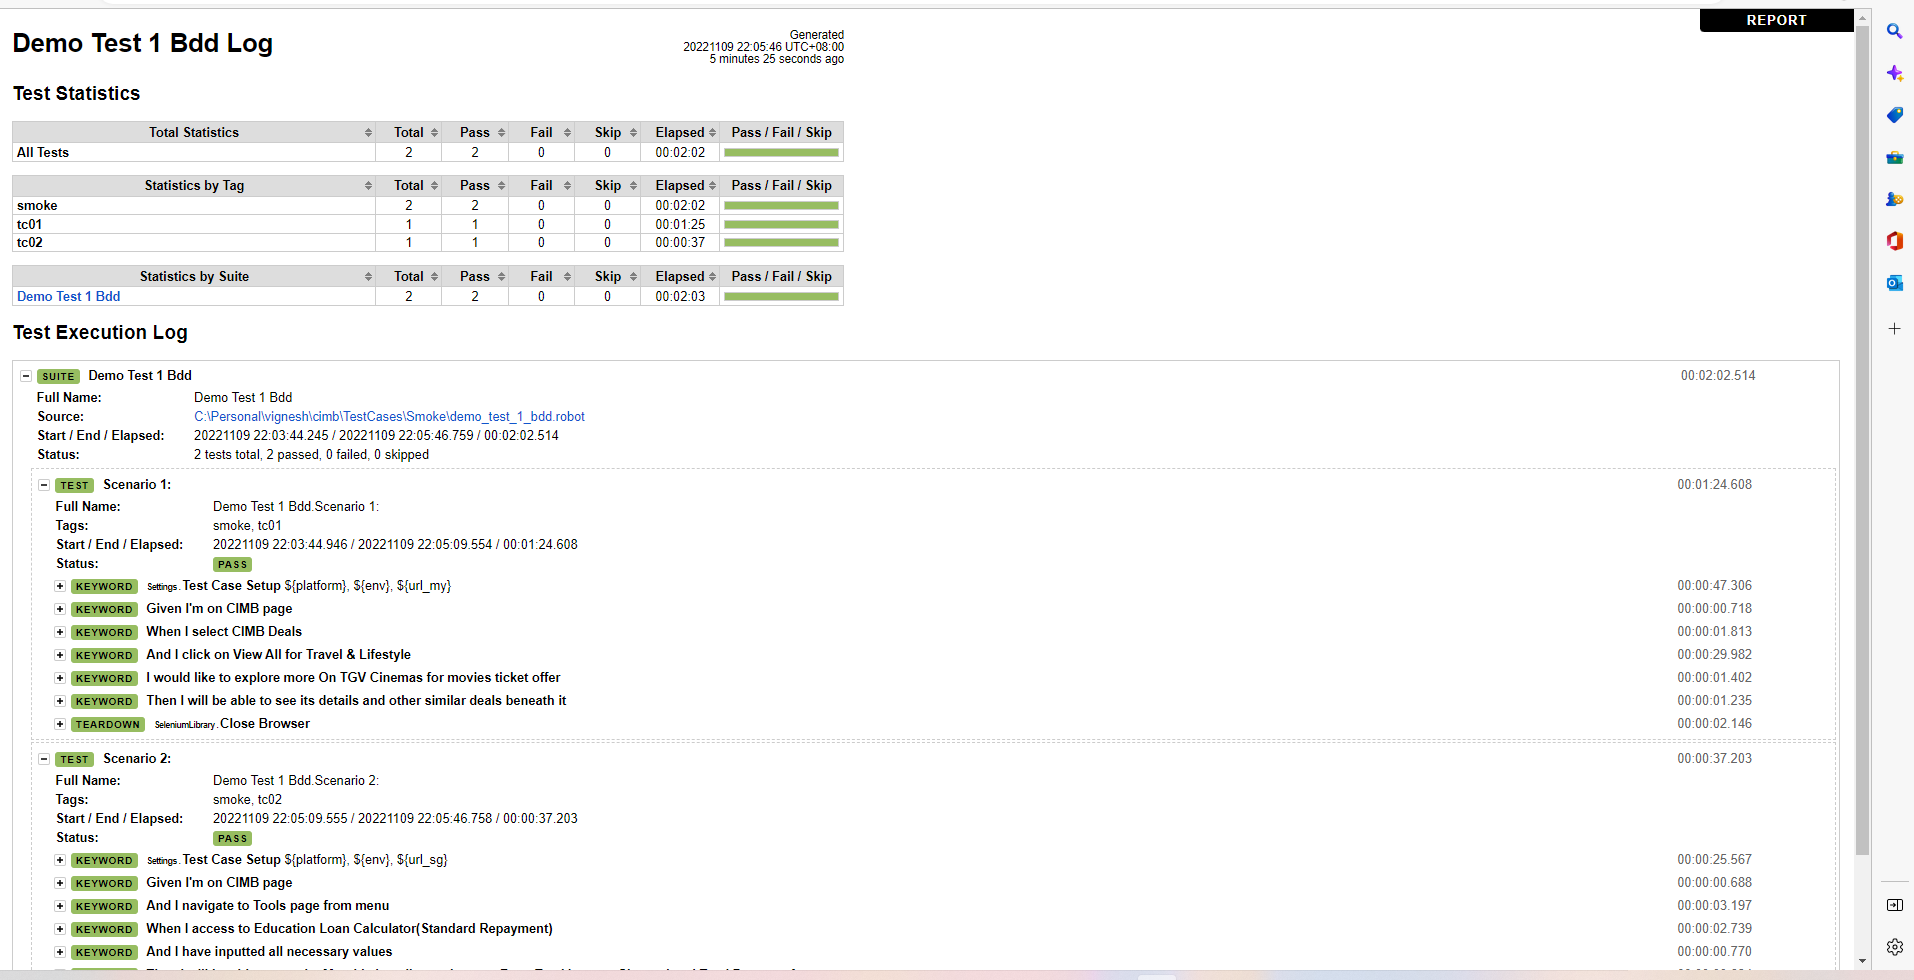 REPORT
Demo Test 1 Bdd Log
Generated
20221109 22:05:46 UTC+08:00
5 minutes 25 seconds ago
Test Statistics
Total Statistics Total Pass Fail Skip Elapsed Pass / Fail / Skip
All Tests 2 2 0 0 00:02:02
Statistics by Tag Total Pass Fail Skip Elapsed Pass / Fail / Skip
smoke 2 2 0 0 00:02:02
tc01 1 1 0 0 00:01:25
tc02 1 1 0 0 00:00:37
Statistics by Suite Total Pass Fail Skip Elapsed Pass / Fail / Skip
Demo Test 1 Bdd 2 2 0 0 00:02:03
Test Execution Log
SUITE Demo Test 1 Bdd 00:02:02.514
Full Name: Demo Test 1 Bdd
Source: C:\Personal\vignesh\cimb\TestCases\Smoke\demo_test_1_bdd.robot
Start / End / Elapsed: 20221109 22:03:44.245 / 20221109 22:05:46.759 / 00:02:02.514
Status: 2 tests total, 2 passed, 0 failed, 0 skipped
TEST Scenario 1: 00:01:24.608
Full Name: Demo Test 1 Bdd.Scenario 1:
Tags: smoke, tc01
Start / End / Elapsed: 20221109 22:03:44.946 / 20221109 22:05:09.554 / 00:01:24.608
Status: PASS
KEYWORD Settings.Test Case Setup ${platform}, ${env}, ${url_my} 00:00:47.306
KEYWORD Given I'm on CIMB page 00:00:00.718
KEYWORD When I select CIMB Deals 00:00:01.813
KEYWORD And I click on View All for Travel & Lifestyle 00:00:29.982
KEYWORD I would like to explore more On TGV Cinemas for movies ticket offer 00:00:01.402
KEYWORD Then I will be able to see its details and other similar deals beneath it 00:00:01.235
TEARDOWN SeleniumLibrary.Close Browser 00:00:02.146
TEST Scenario 2: 00:00:37.203
Full Name: Demo Test 1 Bdd.Scenario 2:
Tags: smoke, tc02
Start / End / Elapsed: 20221109 22:05:09.555 / 20221109 22:05:46.758 / 00:00:37.203
Status: PASS
KEYWORD Settings.Test Case Setup ${platform}, ${env}, ${url_sg} 00:00:25.567
KEYWORD Given I'm on CIMB page 00:00:00.688
KEYWORD And I navigate to Tools page from menu 00:00:03.197
KEYWORD When I access to Education Loan Calculator(Standard Repayment) 00:00:02.739
KEYWORD And I have inputted all necessary values 00:00:00.770